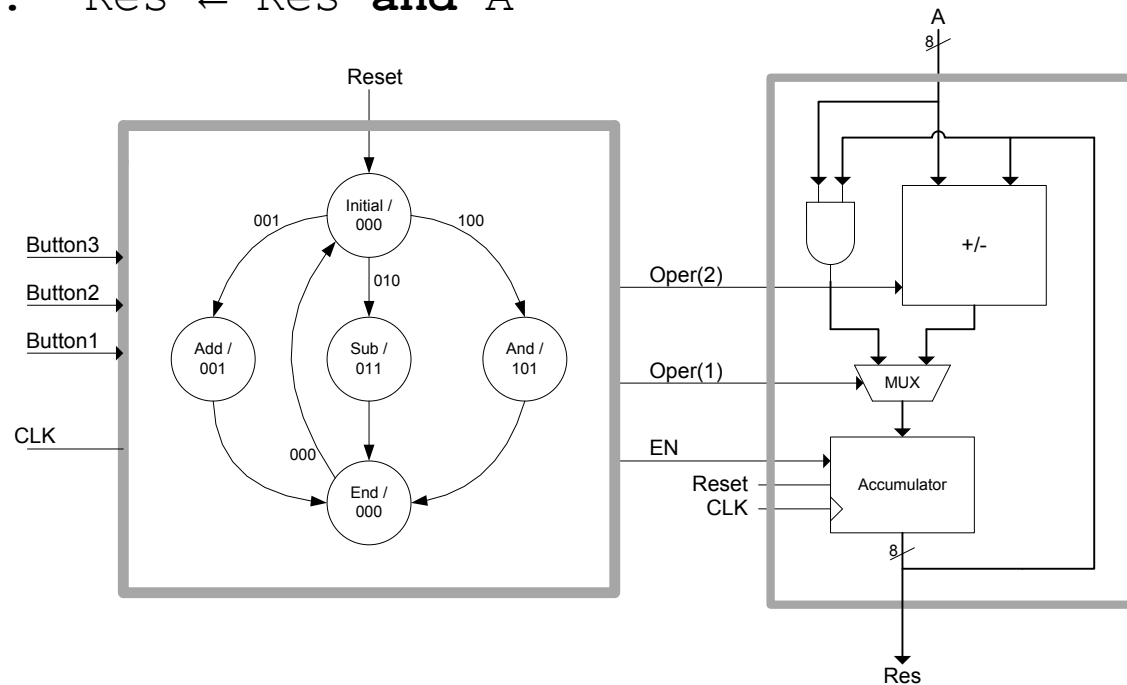 : Res ← Res and A
A
8
Reset
Initial /
000
001
100
+/-
Button3
010
Oper(2)
Button2
Button1
Add /
001
Sub /
011
And /
101
Oper(1)
MUX
CLK
EN
000
Reset
Accumulator
End /
000
CLK
8
Res